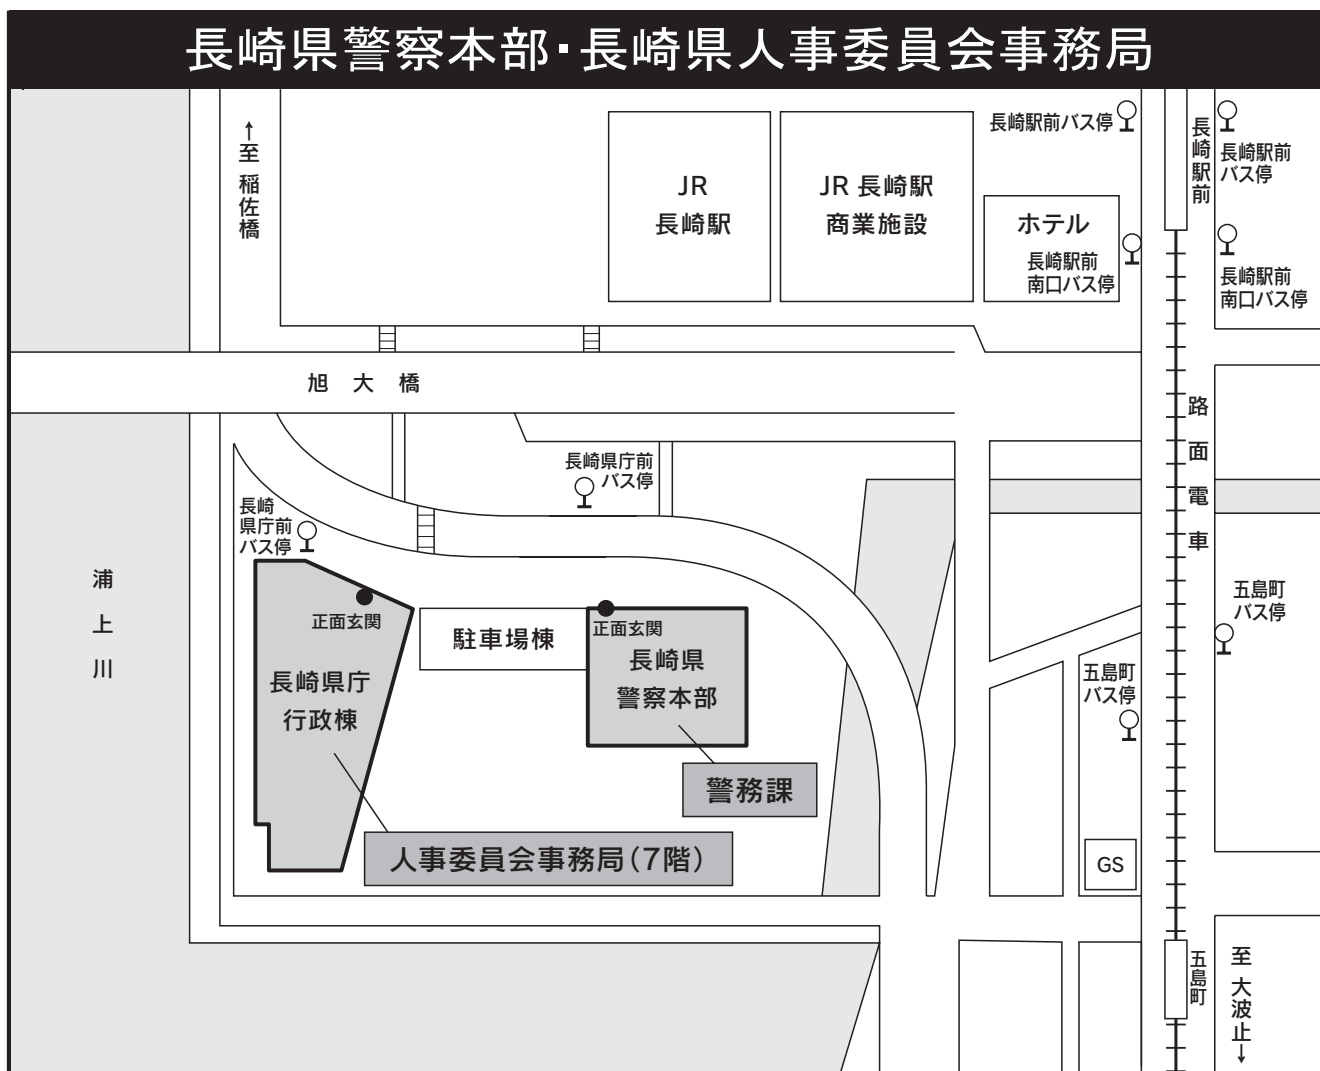 長崎県警察本部・長崎県人事委員会事務局
↑至 稲佐橋
JR
長崎駅
JR 長崎駅
商業施設
長崎駅前バス停
ホテル
長崎駅前
南口バス停
長崎駅前
長崎駅前
バス停
長崎駅前
南口バス停
旭大橋
路面電車
長崎県庁前
バス停
長崎
県庁前
バス停
浦上川
正面玄関
長崎県庁
行政棟
駐車場棟
正面玄関
長崎県
警察本部
警務課
人事委員会事務局(7階)
五島町
バス停
五島町
バス停
GS
五島町
至 大波止↓